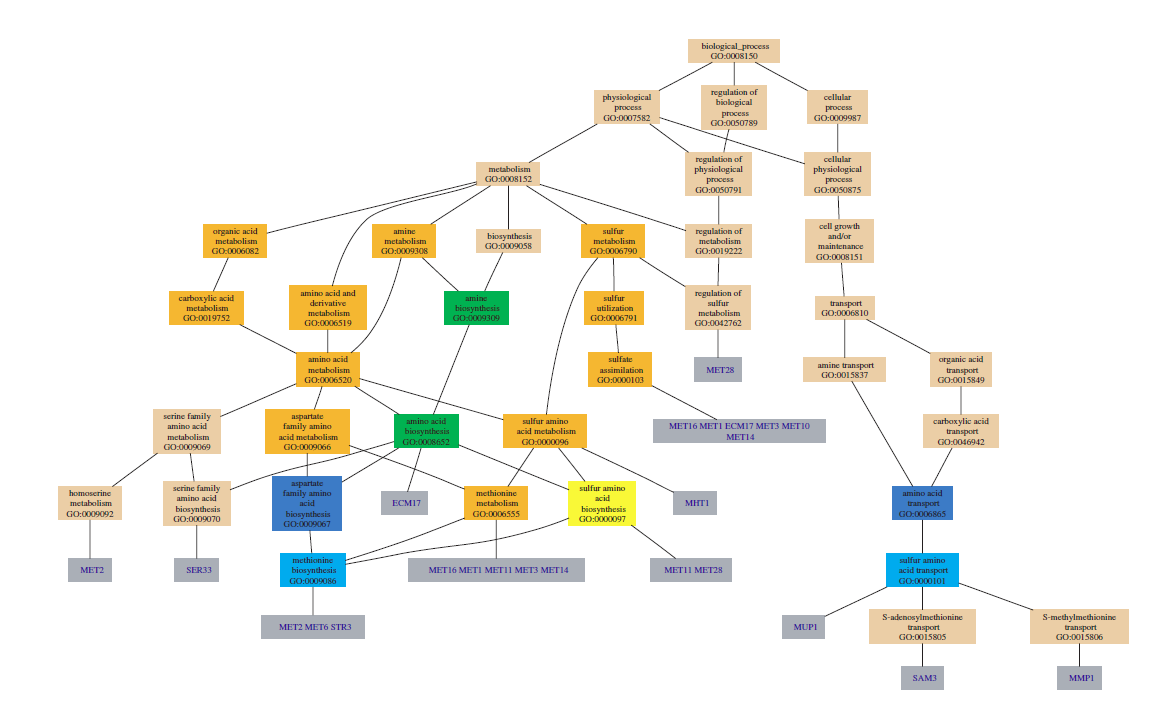 biological_process
GO:0008150
physiological
process
GO:0007582
regulation of
biological
process
GO:0050789
cellular
process
GO:0009987
metabolism
GO:0008152
regulation of
physiological
process
GO:0050791
cellular
physiological
process
GO:0050875
organic acid
metabolism
GO:0006082
amine
metabolism
GO:0009308
biosynthesis
GO:0009058
sulfur
metabolism
GO:0006790
regulation of
metabolism
GO:0019222
cell growth
and/or
maintenance
GO:0008151
carboxylic acid
metabolism
GO:0019752
amino acid and
derivative
metabolism
GO:0006519
amine
biosynthesis
GO:0009309
sulfur
utilization
GO:0006791
regulation of
sulfur
metabolism
GO:0042762
transport
GO:0006810
amino acid
metabolism
GO:0006520
sulfate
assimilation
GO:0000103
MET28
amine transport
GO:0015837
organic acid
transport
GO:0015849
serine family
amino acid
metabolism
GO:0009069
aspartate
family amino
acid metabolism
GO:0009066
amino acid
biosynthesis
GO:0008652
sulfur amino
acid metabolism
GO:0000096
MET16 MET1 ECM17 MET3 MET10
MET14
carboxylic acid
transport
GO:0046942
homoserine
metabolism
GO:0009092
serine family
amino acid
biosynthesis
GO:0009070
aspartate
family amino
acid
biosynthesis
GO:0009067
ECM17
methionine
metabolism
GO:0006555
sulfur amino
acid
biosynthesis
GO:0000097
MHT1
amino acid
transport
GO:0006865
MET2
SER33
methionine
biosynthesis
GO:0009086
MET16 MET1 MET11 MET3 MET14
MET11 MET28
sulfur amino
acid transport
GO:0000101
MET2 MET6 STR3
MUP1
S-adenosylmethionine
transport
GO:0015805
S-methylmethionine
transport
GO:0015806
SAM3
MMP1